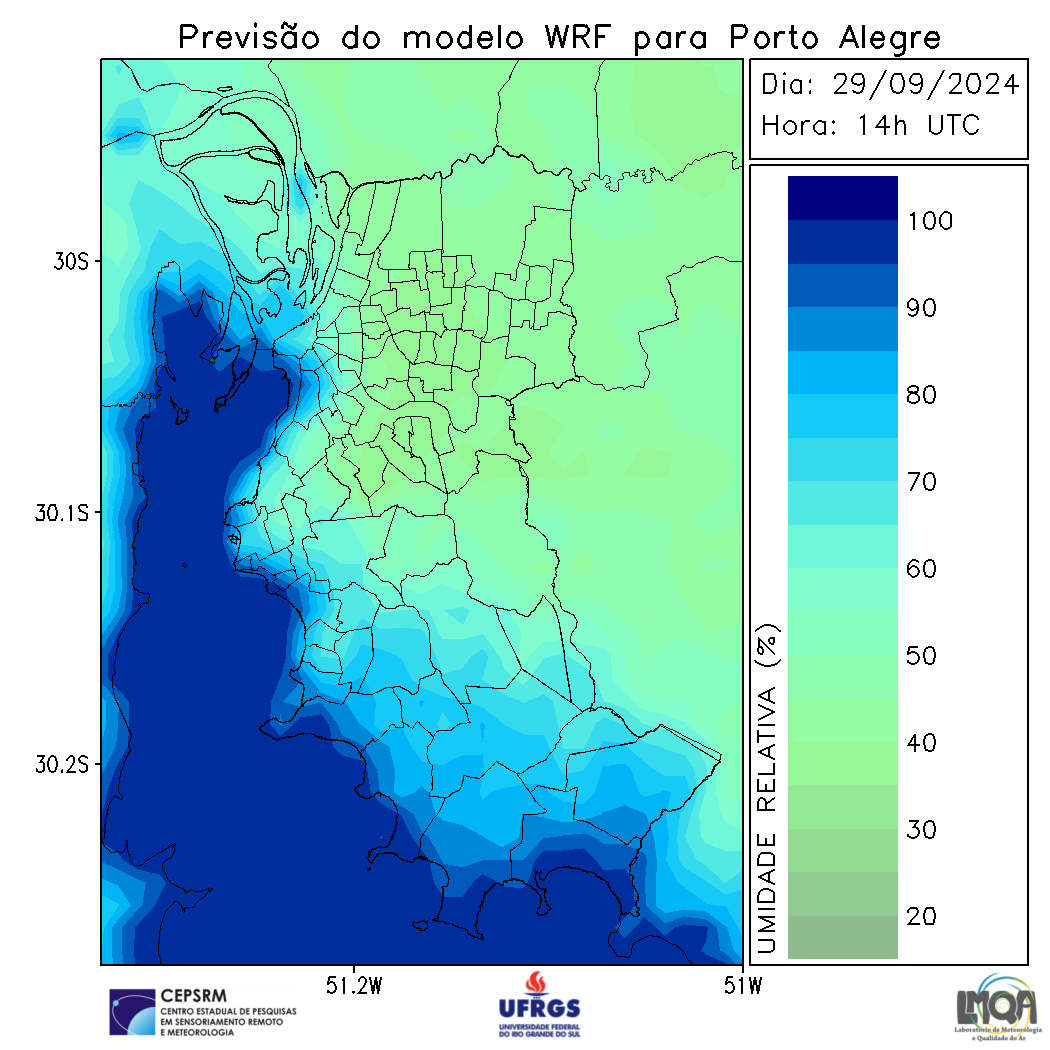 Previsão do modelo WRF para Porto Alegre
Dia: 29/09/2024
Hora: 14h UTC
30S
30.1S
30.2S
51.2W
51W
UMIDADE RELATIVA (%)
100
90
80
70
60
50
40
30
20
CEPSRM
CENTRO ESTADUAL DE PESQUISAS
EM SENSORIAMENTO REMOTO
E METEOROLOGIA
UFRGS
UNIVERSIDADE FEDERAL
DO RIO GRANDE DO SUL
LMQA
Laboratório de Meteorologia
e Qualidade do Ar